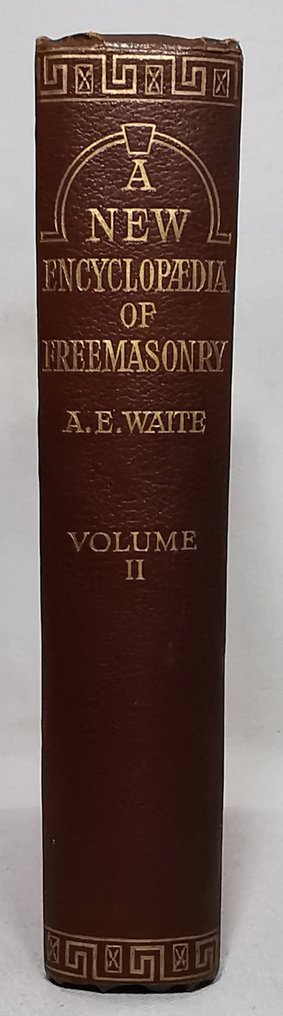 A
NEW
ENCYCLOPÆDIA
OF
FREEMASONRY
A.E.WAITE
VOLUME
II